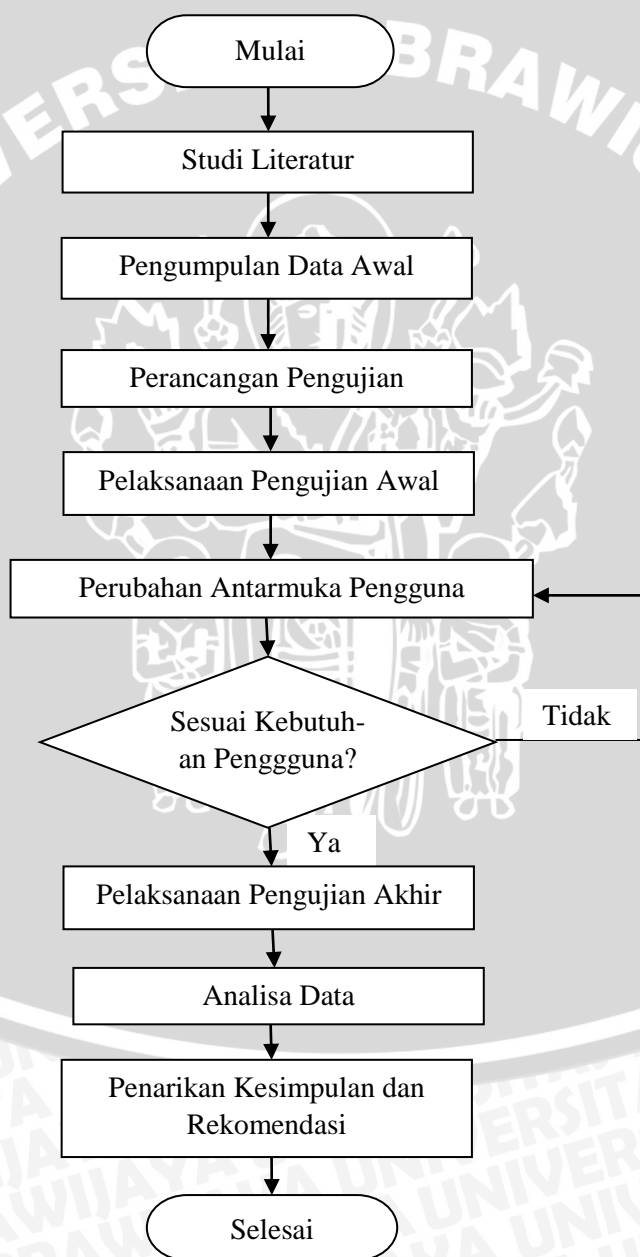 Mulai
Studi Literatur
Pengumpulan Data Awal
Perancangan Pengujian
Pelaksanaan Pengujian Awal
Perubahan Antarmuka Pengguna
Sesuai Kebutuh-
an Penggguna?
Tidak
Ya
Pelaksanaan Pengujian Akhir
Analisa Data
Penarikan Kesimpulan dan
Rekomendasi
Selesai